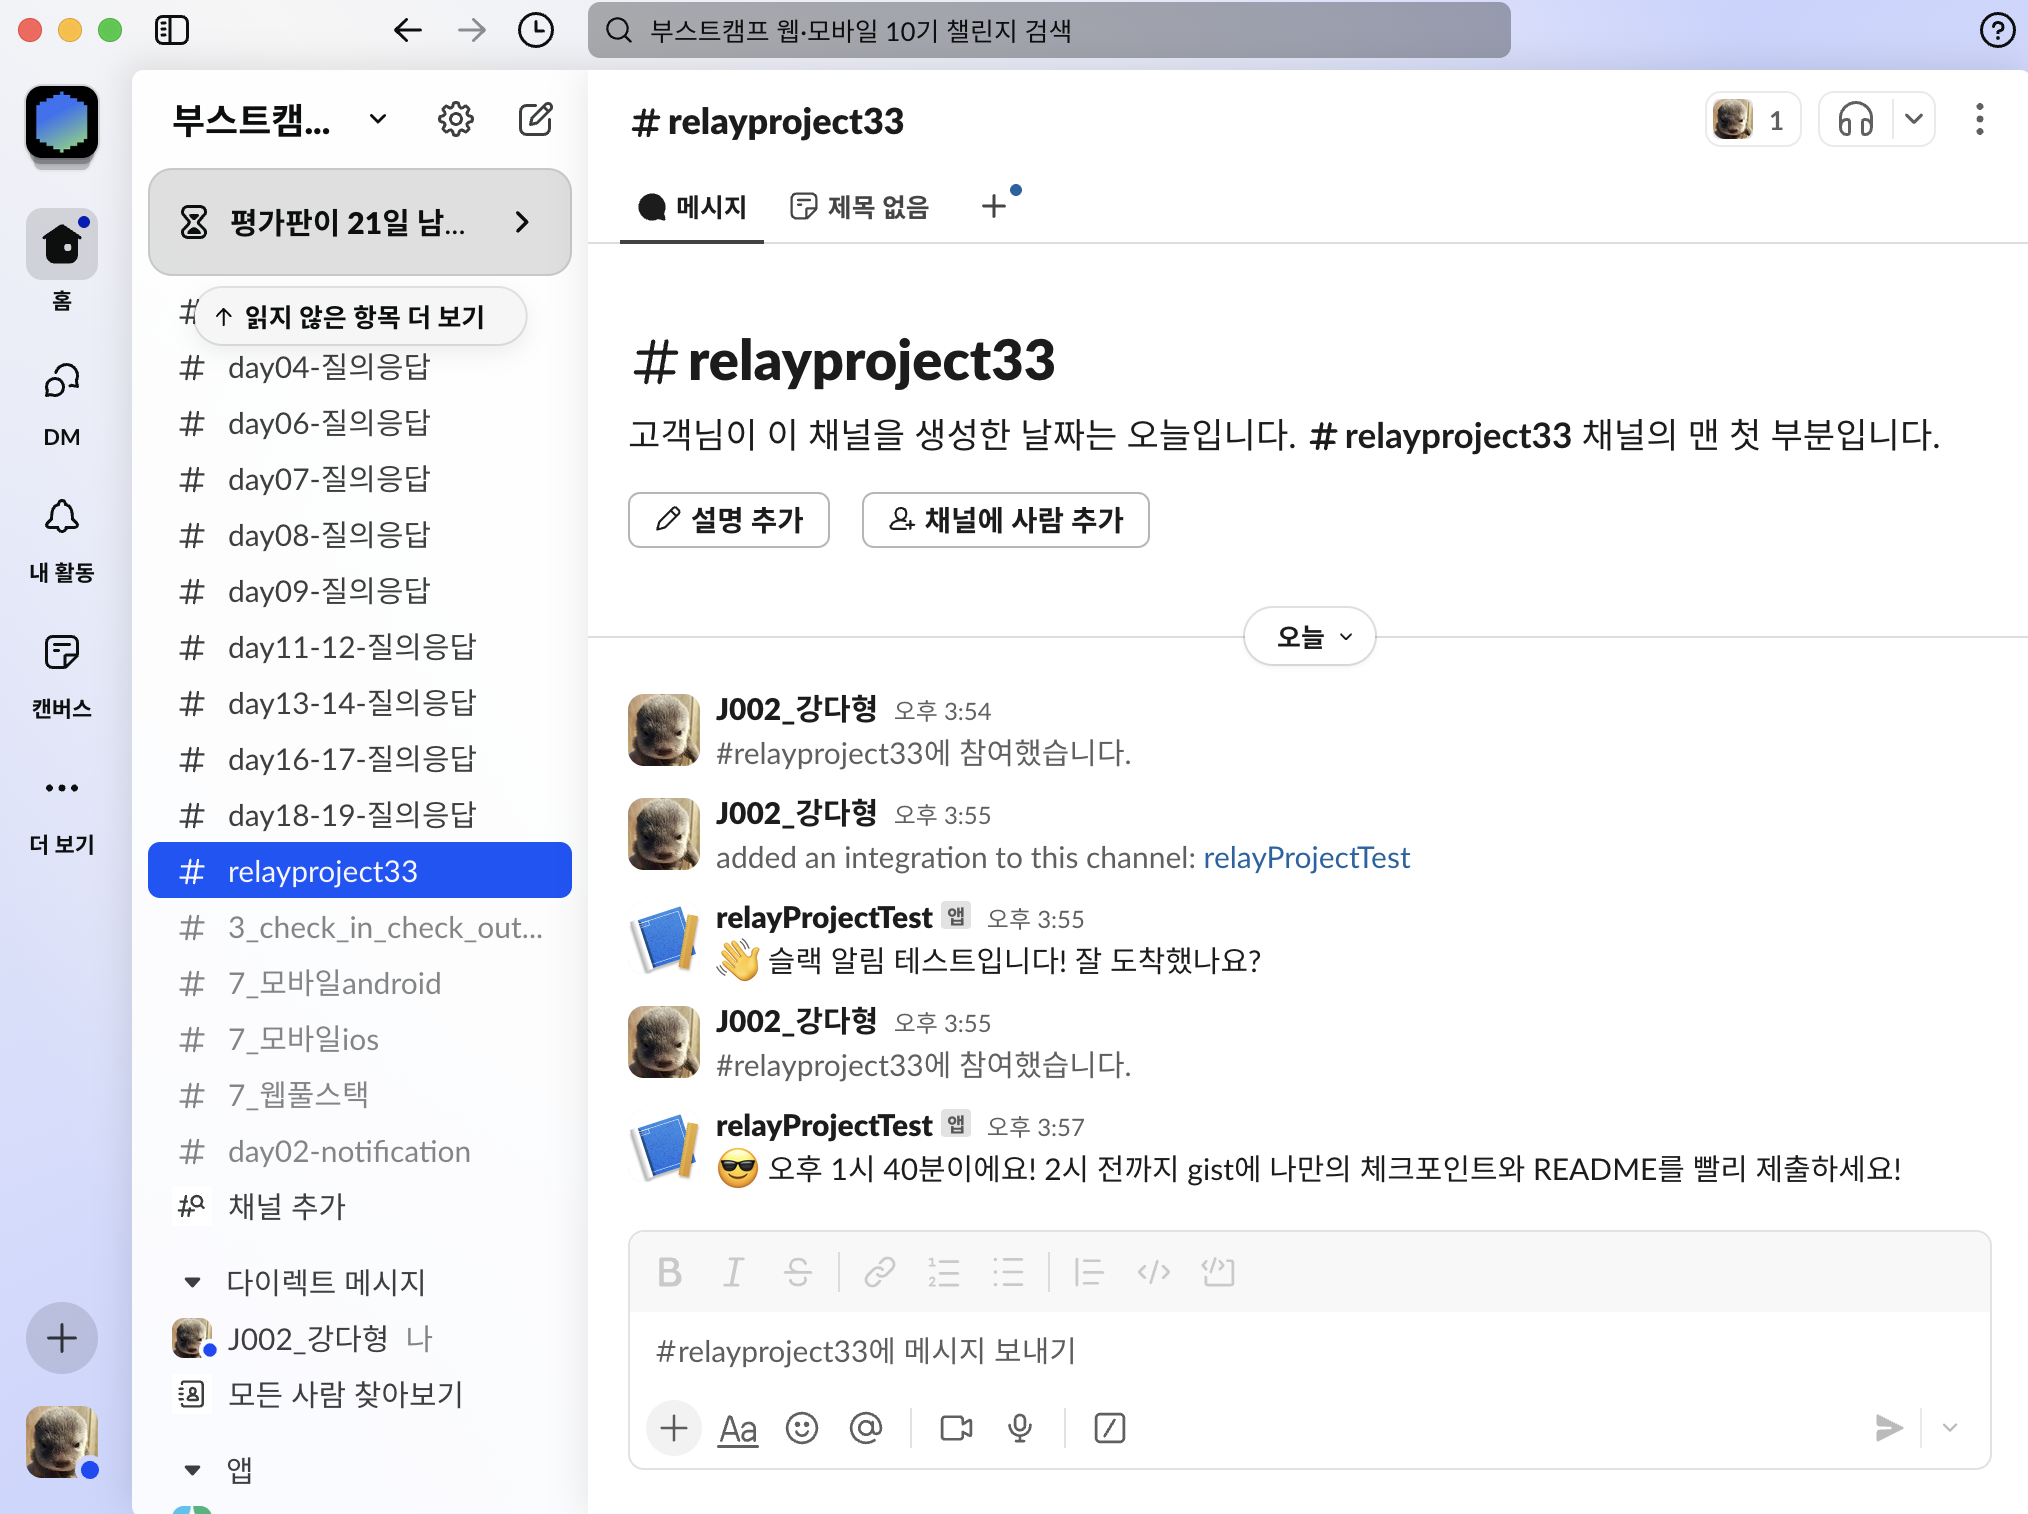 부스트캠프 웹·모바일 10기 챌린지 검색
홈
DM
내 활동
캔버스
더 보기
부스트캠...
평가판이 21일 남...
#
읽지 않은 항목 더 보기
# day04-질의응답
# day06-질의응답
# day07-질의응답
# day08-질의응답
# day09-질의응답
# day11-12-질의응답
# day13-14-질의응답
# day16-17-질의응답
# day18-19-질의응답
# relayproject33
# 3_check_in_check_out...
# 7_모바일android
# 7_모바일ios
# 7_웹풀스택
# day02-notification
채널 추가
다이렉트 메시지
J002_강다형 나
모든 사람 찾아보기
앱
# relayproject33
1
메시지
제목 없음
# relayproject33
고객님이 이 채널을 생성한 날짜는 오늘입니다. # relayproject33 채널의 맨 첫 부분입니다.
설명 추가
채널에 사람 추가
오늘
J002_강다형 오후 3:54
#relayproject33에 참여했습니다.
J002_강다형 오후 3:55
added an integration to this channel: relayProjectTest
relayProjectTest 앱 오후 3:55
👋 슬랙 알림 테스트입니다! 잘 도착했나요?
J002_강다형 오후 3:55
#relayproject33에 참여했습니다.
relayProjectTest 앱 오후 3:57
😎 오후 1시 40분이에요! 2시 전까지 gist에 나만의 체크포인트와 README를 빨리 제출하세요!
#relayproject33에 메시지 보내기
Aa